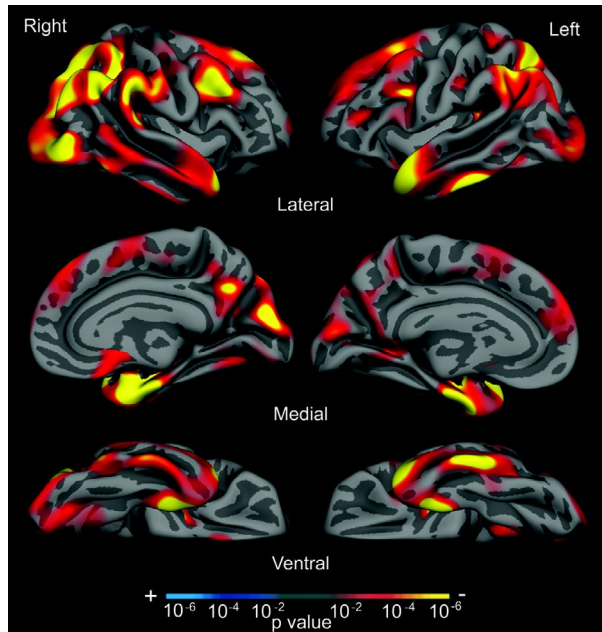 Right Left
Lateral
Medial
Ventral
+ 10⁻⁶ 10⁻⁴ 10⁻² 10⁻² 10⁻⁴ 10⁻⁶ -
p value